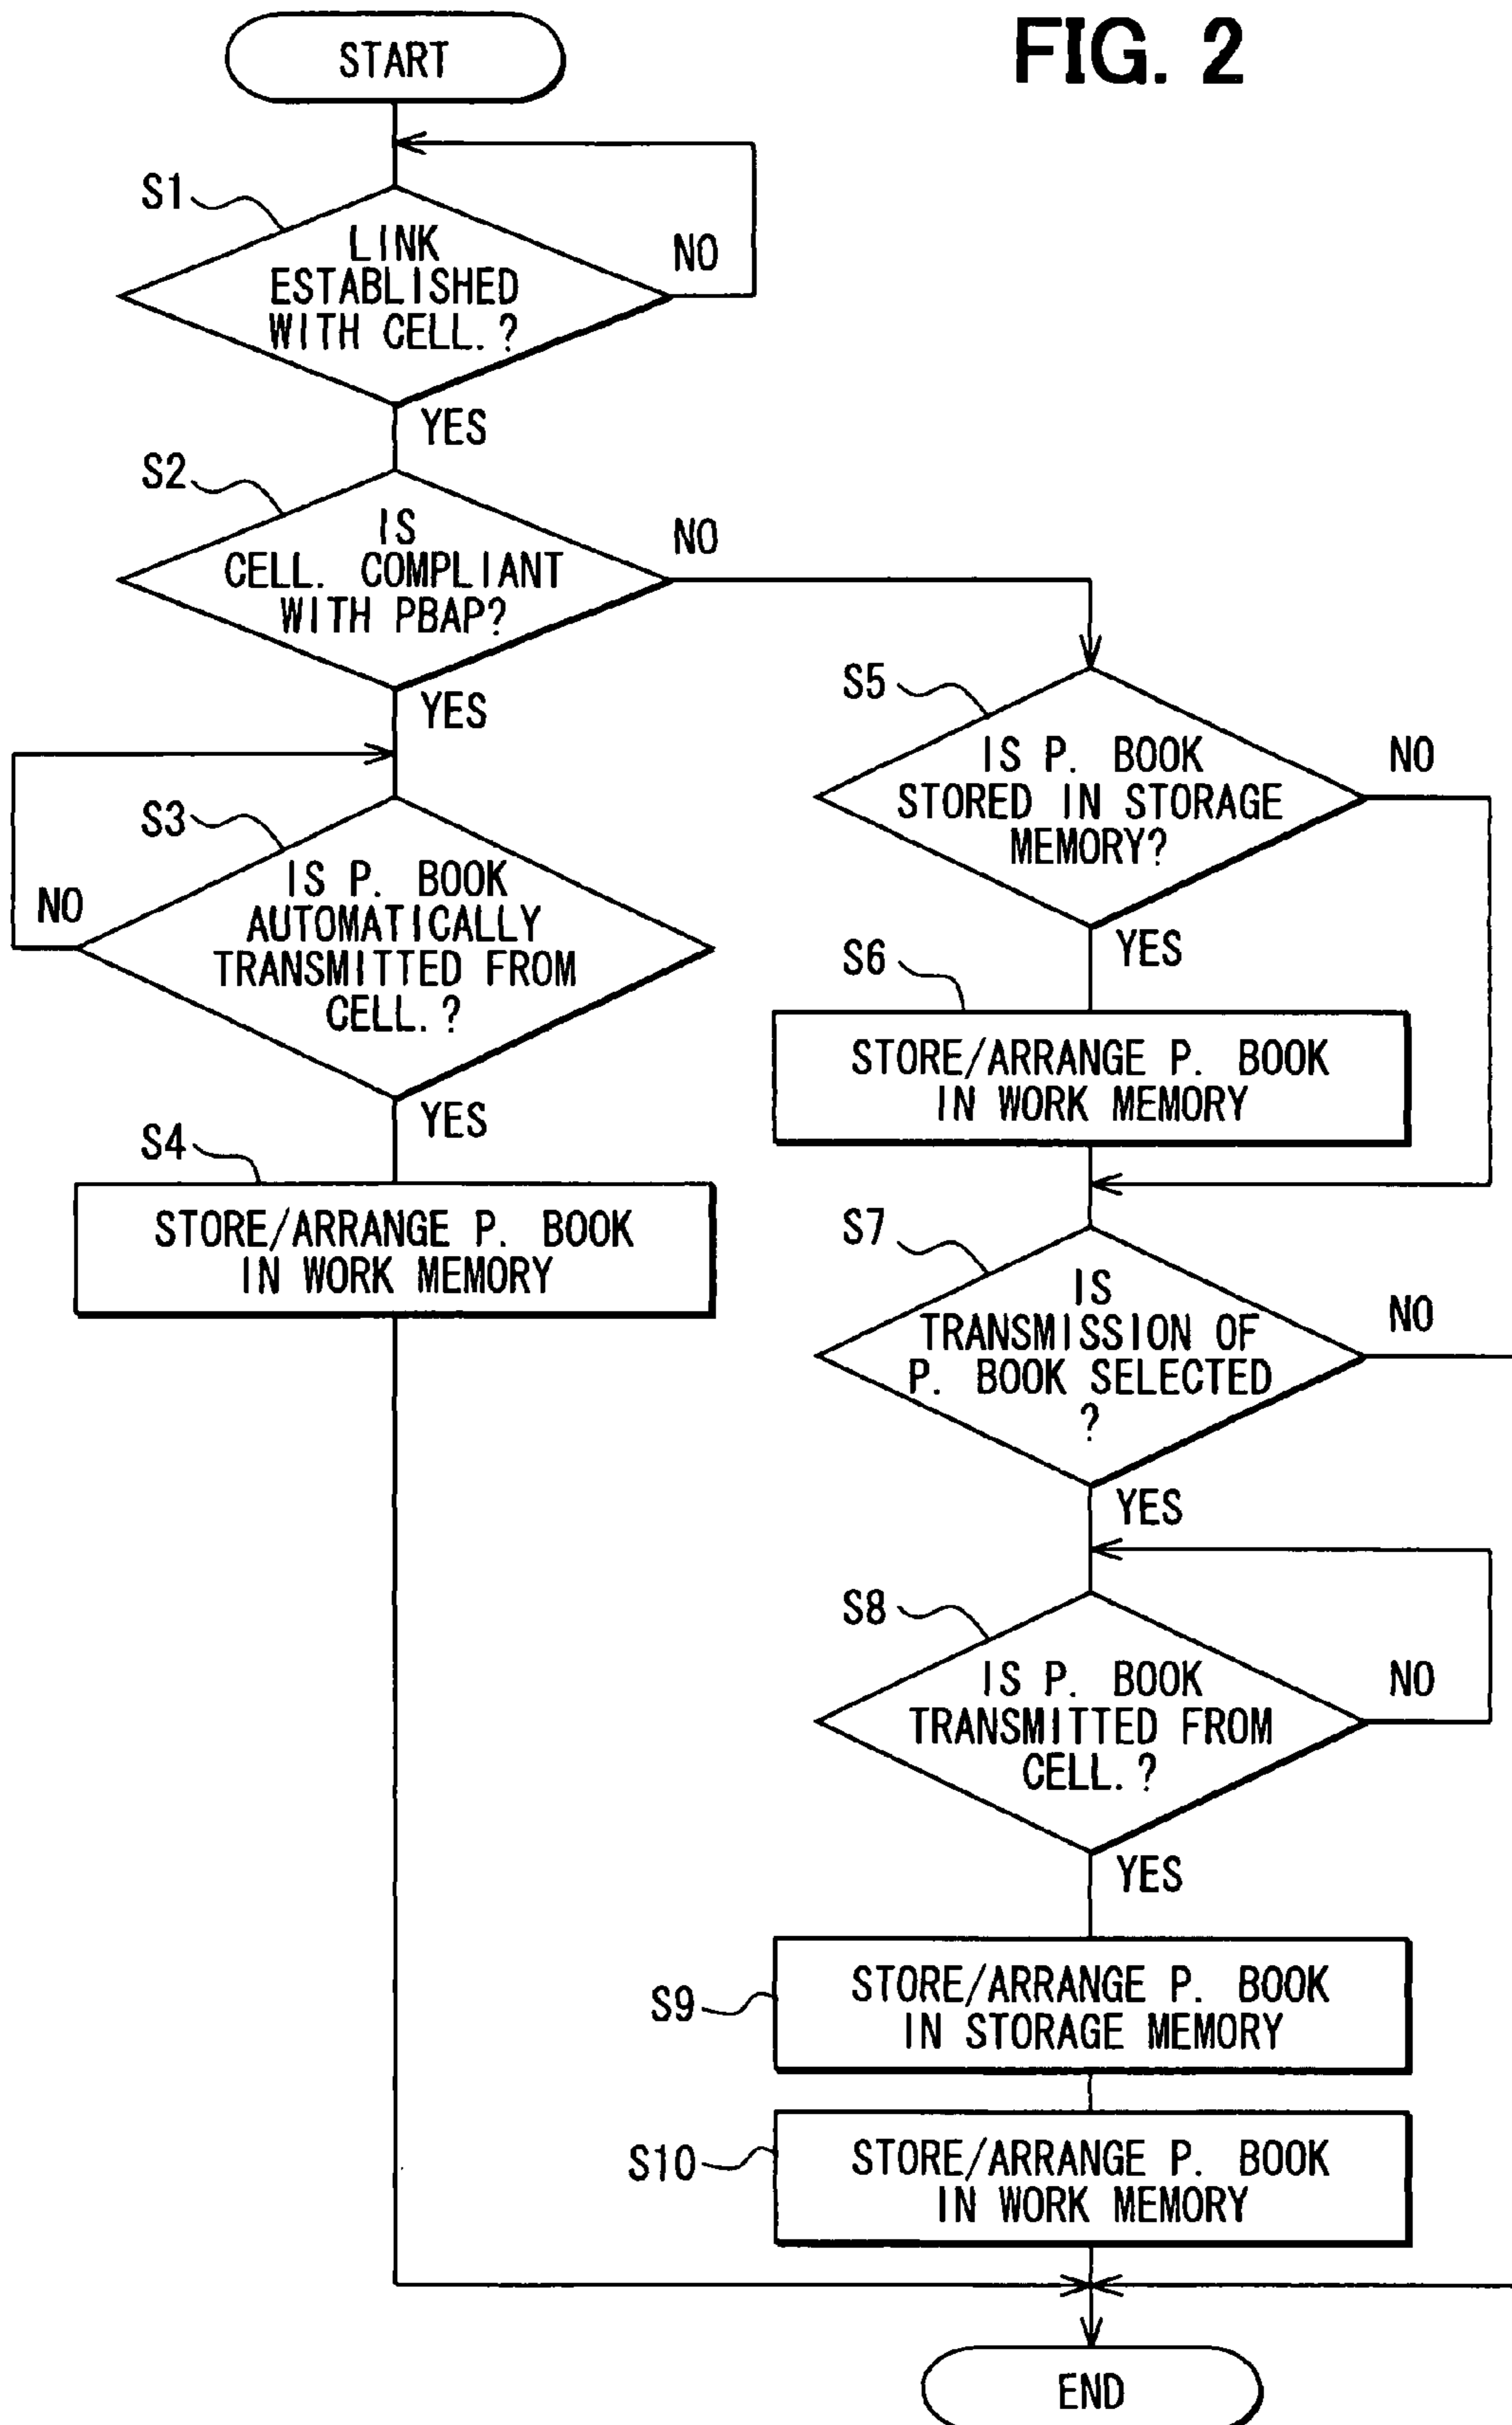 FIG. 2
START
S1
LINK
ESTABLISHED
WITH CELL.?
NO
YES
S2
IS
CELL. COMPLIANT
WITH PBAP?
NO
YES
S3
IS P. BOOK
AUTOMATICALLY
TRANSMITTED FROM
CELL.?
NO
YES
S4
STORE/ARRANGE P. BOOK
IN WORK MEMORY
S5
IS P. BOOK
STORED IN STORAGE
MEMORY?
NO
YES
S6
STORE/ARRANGE P. BOOK
IN WORK MEMORY
S7
IS
TRANSMISSION OF
P. BOOK SELECTED
?
NO
YES
S8
IS P. BOOK
TRANSMITTED FROM
CELL.?
NO
YES
S9
STORE/ARRANGE P. BOOK
IN STORAGE MEMORY
S10
STORE/ARRANGE P. BOOK
IN WORK MEMORY
END